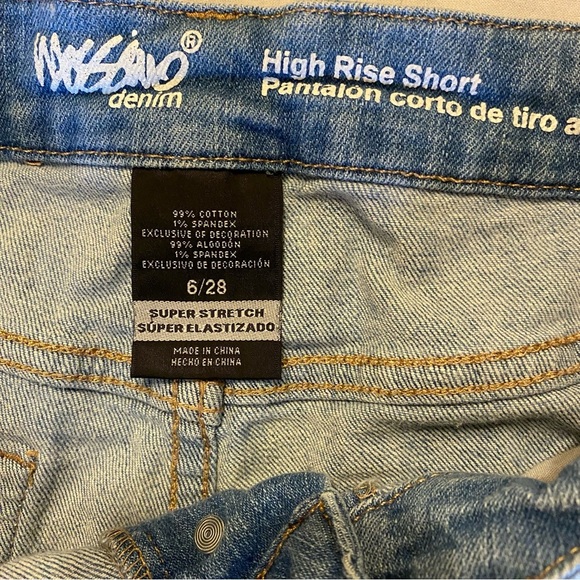 MOSSIMO®
denim
High Rise Short
Pantalón corto de tiro a
99% COTTON
1% SPANDEX
EXCLUSIVE OF DECORATION
99% ALGODÓN
1% SPANDEX
EXCLUSIVO DE DECORACIÓN
6/28
SUPER STRETCH
SÚPER ELASTIZADO
MADE IN CHINA
HECHO EN CHINA